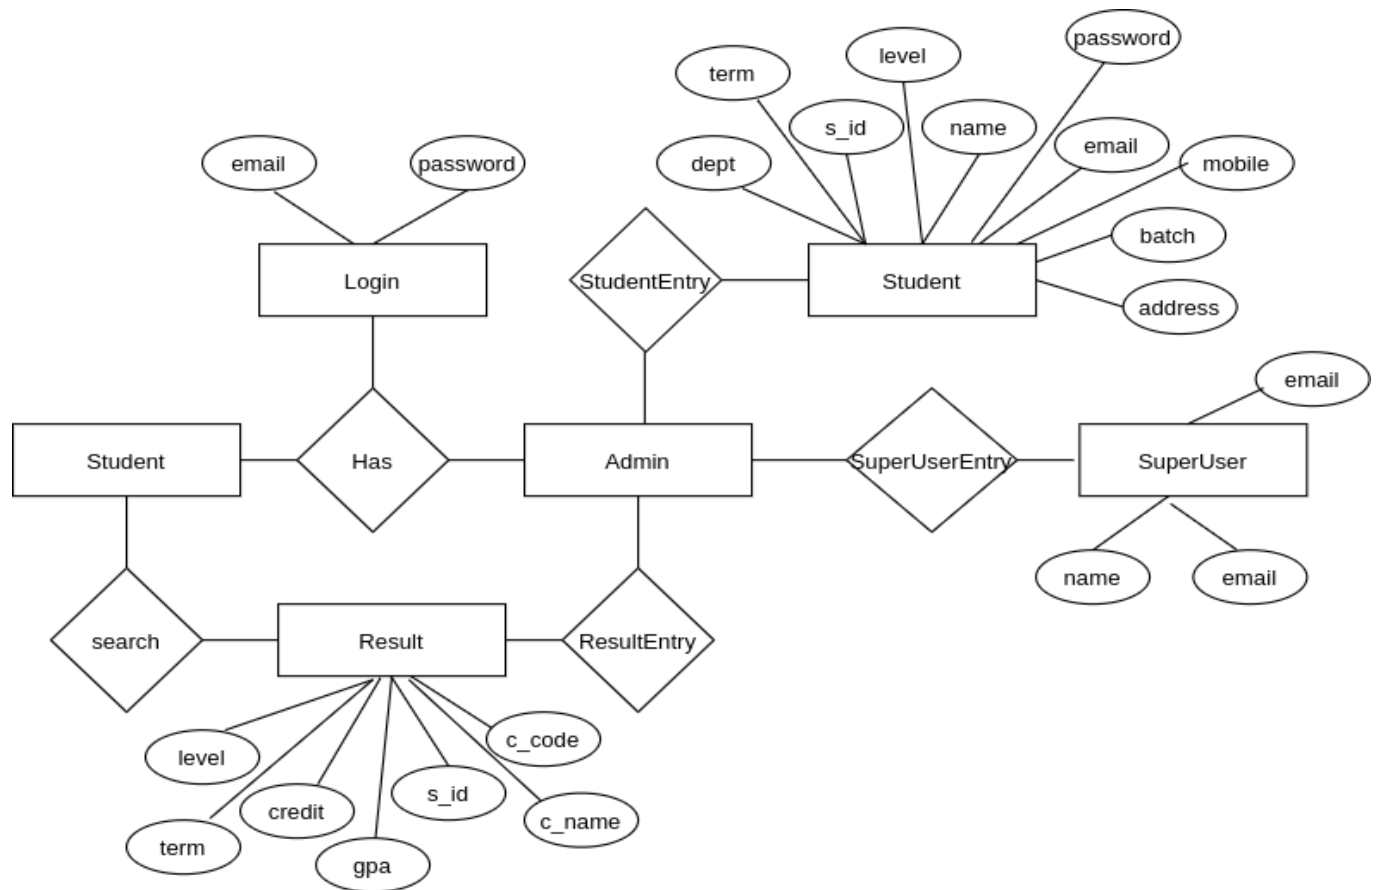 password
level
term
s_id
name
email
dept
mobile
email
password
batch
Login
StudentEntry
Student
address
email
Student
Has
Admin
SuperUserEntry
SuperUser
name
email
search
Result
ResultEntry
level
c_code
s_id
credit
c_name
term
gpa